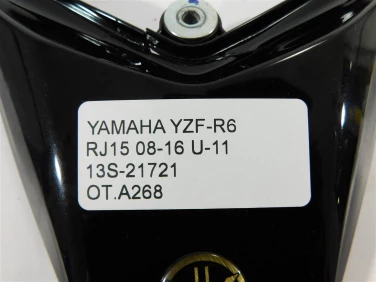 YAMAHA YZF-R6
RJ15 08-16 U-11
13S-21721
OT.A268